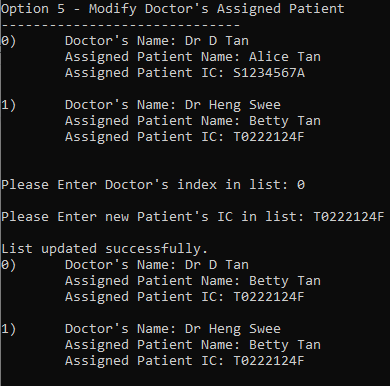 Option 5 - Modify Doctor's Assigned Patient
------------------------------
0)      Doctor's Name: Dr D Tan
        Assigned Patient Name: Alice Tan
        Assigned Patient IC: S1234567A
1)      Doctor's Name: Dr Heng Swee
        Assigned Patient Name: Betty Tan
        Assigned Patient IC: T0222124F
Please Enter Doctor's index in list: 0
Please Enter new Patient's IC in list: T0222124F
List updated successfully.
0)      Doctor's Name: Dr D Tan
        Assigned Patient Name: Betty Tan
        Assigned Patient IC: T0222124F
1)      Doctor's Name: Dr Heng Swee
        Assigned Patient Name: Betty Tan
        Assigned Patient IC: T0222124F